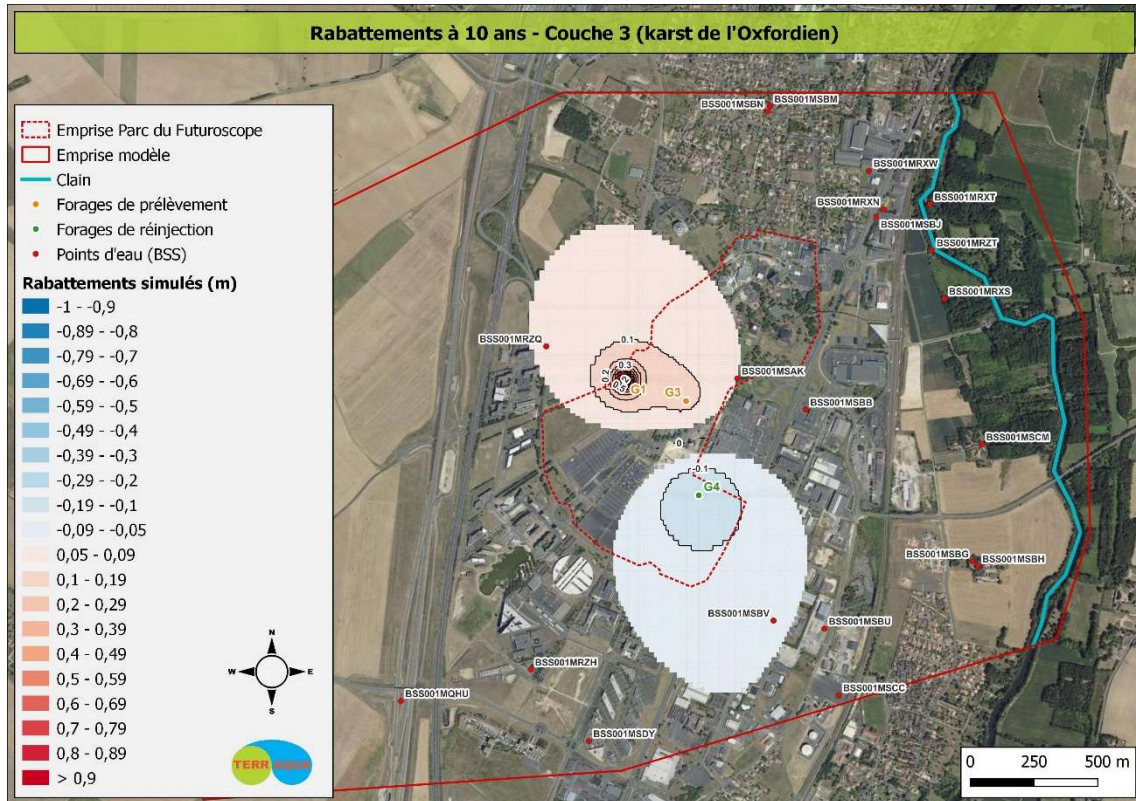 Rabattements à 10 ans - Couche 3 (karst de l'Oxfordien)
Emprise Parc du Futuroscope
Emprise modèle
Clain
Forages de prélèvement
Forages de réinjection
Points d'eau (BSS)
Rabattements simulés (m)
-1 - -0,9
-0,89 - -0,8
-0,79 - -0,7
-0,69 - -0,6
-0,59 - -0,5
-0,49 - -0,4
-0,39 - -0,3
-0,29 - -0,2
-0,19 - -0,1
-0,09 - -0,05
0,05 - 0,09
0,1 - 0,19
0,2 - 0,29
0,3 - 0,39
0,4 - 0,49
0,5 - 0,59
0,6 - 0,69
0,7 - 0,79
0,8 - 0,89
> 0,9
N
W E
S
TERR AQUA
BSS001MSBN
BSS001MSBM
BSS001MRXW
BSS001MRXT
BSS001MRXN
BSS001MSBJ
BSS001MRZT
BSS001MRXS
BSS001MRZQ
0.1
0.3
0.2
G1
G3
BSS001MSAK
BSS001MSBB
0
BSS001MSCM
-0.1
G4
BSS001MSBG
BSS001MSBH
BSS001MSBV
BSS001MSBU
BSS001MRZH
BSS001MQHU
BSS001MSCC
BSS001MSDY
0 250 500 m